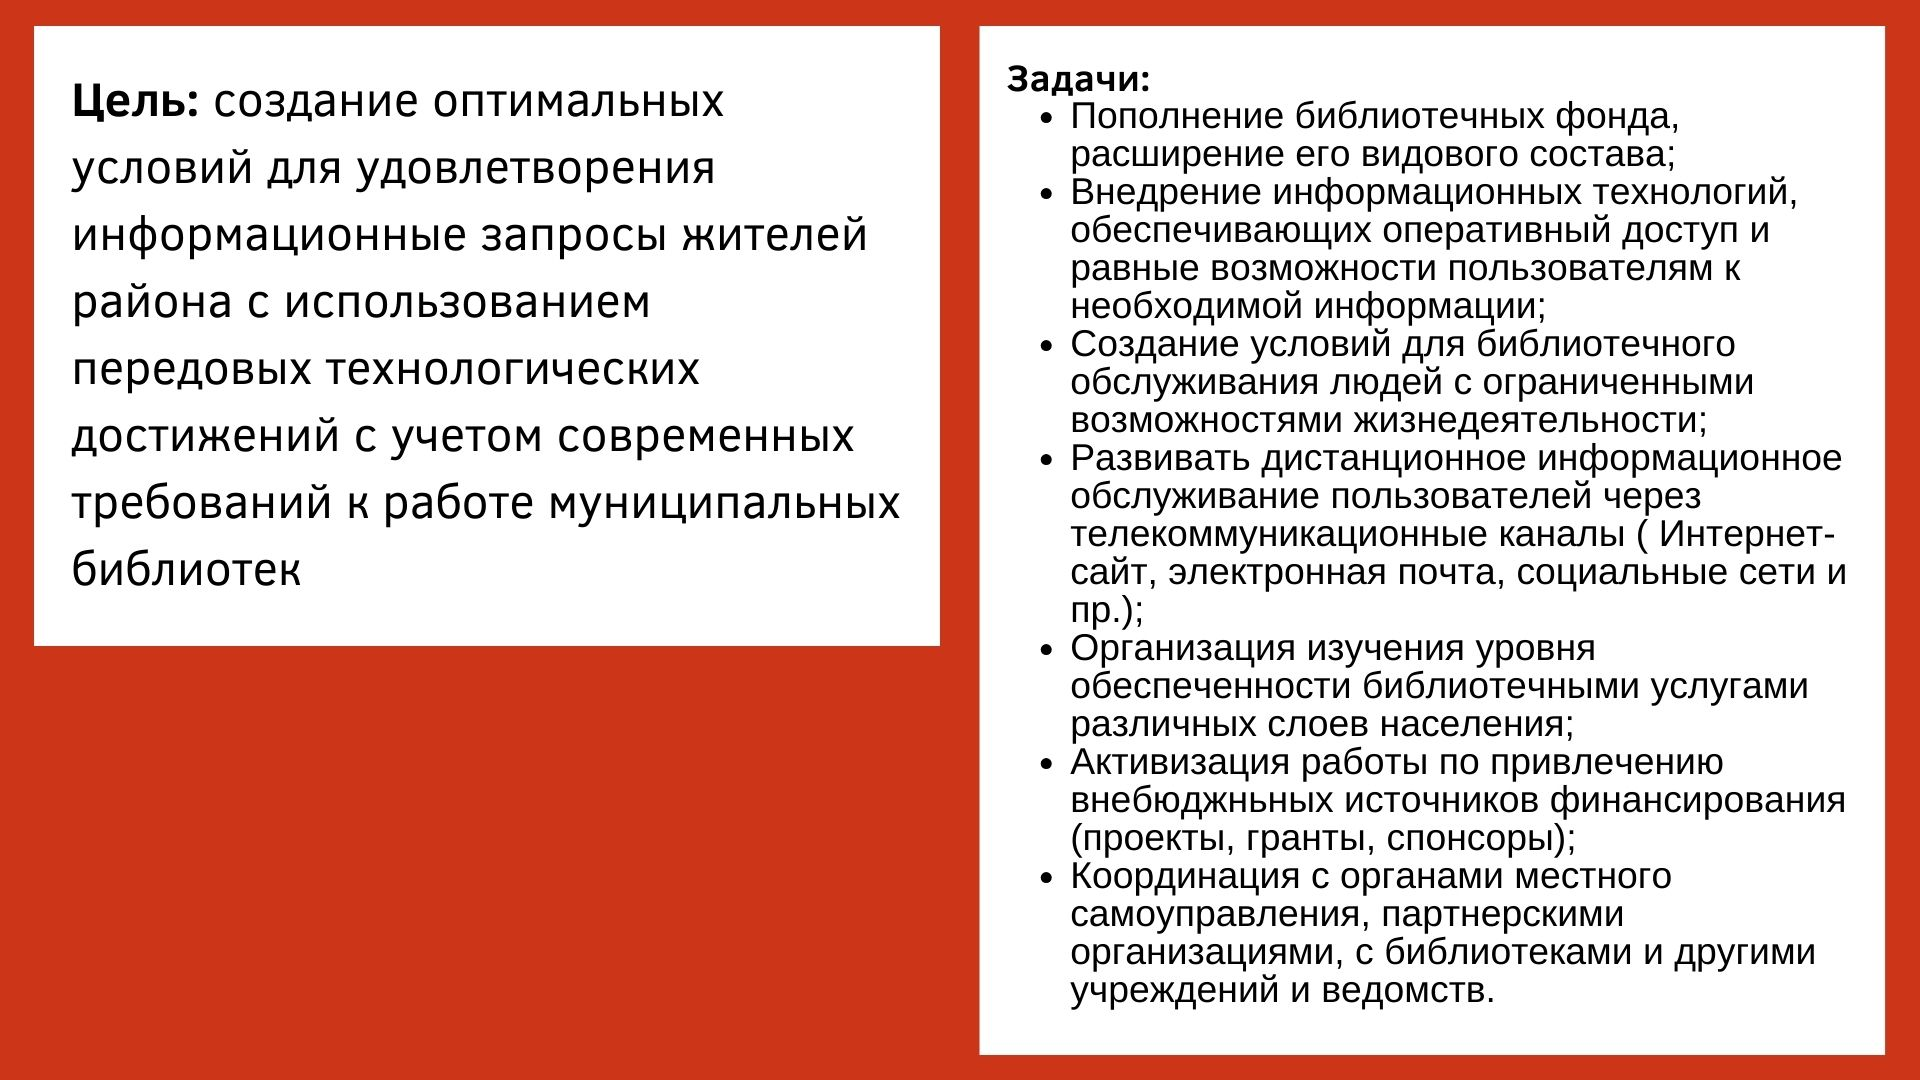 Цель: создание оптимальных
условий для удовлетворения
информационные запросы жителей
района с использованием
передовых технологических
достижений с учетом современных
требований к работе муниципальных
библиотек
Задачи:
• Пополнение библиотечных фонда,
расширение его видового состава;
• Внедрение информационных технологий,
обеспечивающих оперативный доступ и
равные возможности пользователям к
необходимой информации;
• Создание условий для библиотечного
обслуживания людей с ограниченными
возможностями жизнедеятельности;
• Развивать дистанционное информационное
обслуживание пользователей через
телекоммуникационные каналы ( Интернет-
сайт, электронная почта, социальные сети и
пр.);
• Организация изучения уровня
обеспеченности библиотечными услугами
различных слоев населения;
• Активизация работы по привлечению
внебюджньных источников финансирования
(проекты, гранты, спонсоры);
• Координация с органами местного
самоуправления, партнерскими
организациями, с библиотеками и другими
учреждений и ведомств.